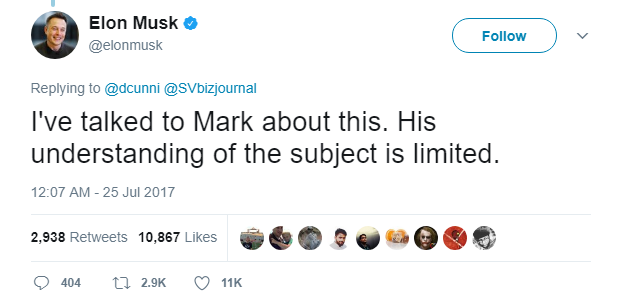 Elon Musk
@elonmusk
Follow
Replying to @dcunni @SVbizjournal
I've talked to Mark about this. His
understanding of the subject is limited.
12:07 AM - 25 Jul 2017
2,938 Retweets 10,867 Likes
404 2.9K 11K